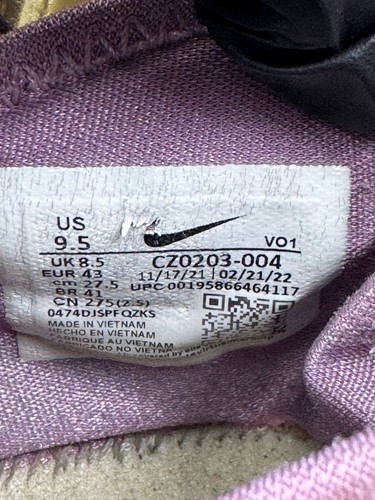 US
9.5
VO1
UK 8.5 CZ0203-004
EUR 43 11/17/21 | 02/21/22
cm 27.5 UPC 00195866464117
BR 41
CN 275(2.5)
0474DJSPFQZKS
MADE IN VIETNAM
HECHO EN VIETNAM
FABRIQUE AU VIETNAM
NO VIETNAM